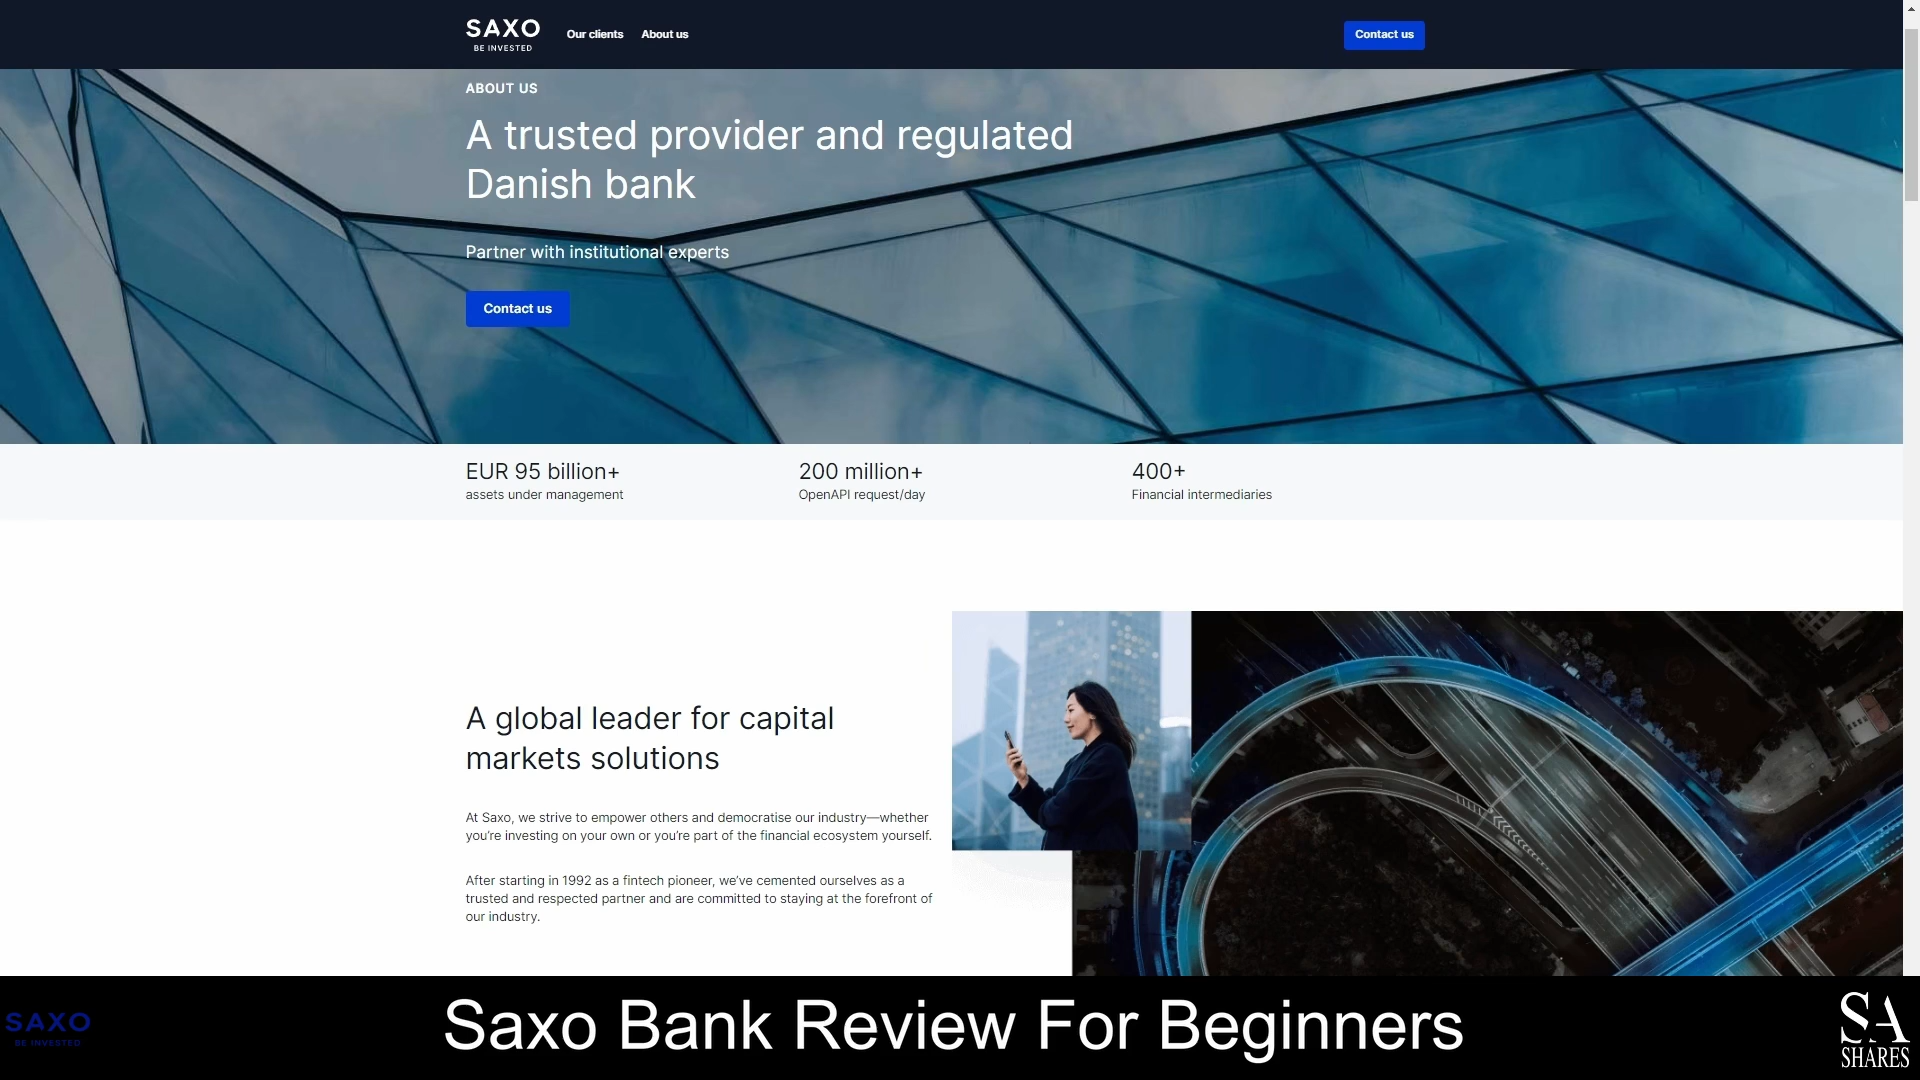 SAXO
BE INVESTED
Our clients
About us
Contact us
ABOUT US
A trusted provider and regulated
Danish bank
Partner with institutional experts
Contact us
EUR 95 billion+
assets under management
200 million+
OpenAPI request/day
400+
Financial intermediaries
A global leader for capital
markets solutions
At Saxo, we strive to empower others and democratise our industry—whether
you’re investing on your own or you’re part of the financial ecosystem yourself.
After starting in 1992 as a fintech pioneer, we’ve cemented ourselves as a
trusted and respected partner and are committed to staying at the forefront of
our industry.
SAXO
BE INVESTED
Saxo Bank Review For Beginners
SA
SHARES